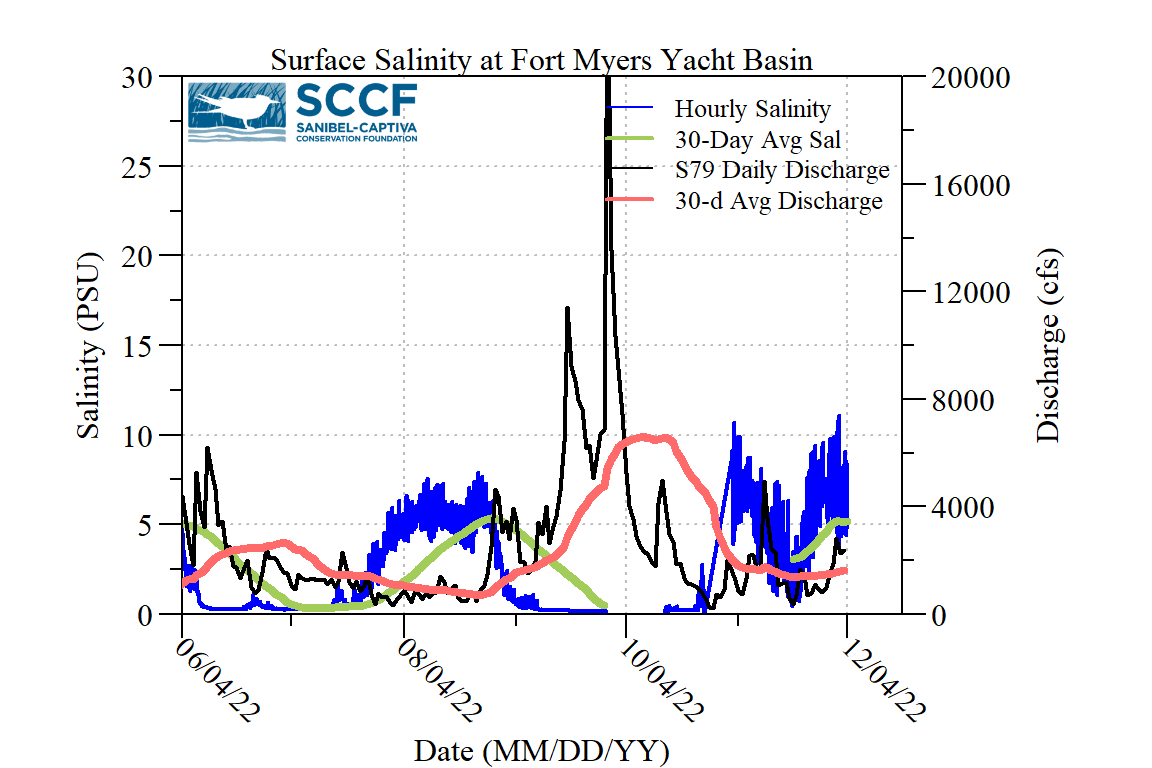 Surface Salinity at Fort Myers Yacht Basin
SCCF
SANIBEL-CAPTIVA
CONSERVATION FOUNDATION
Hourly Salinity
30-Day Avg Sal
S79 Daily Discharge
30-d Avg Discharge
30
25
20
15
10
5
0
Salinity (PSU)
20000
16000
12000
8000
4000
0
Discharge (cfs)
06/04/22
08/04/22
10/04/22
12/04/22
Date (MM/DD/YY)